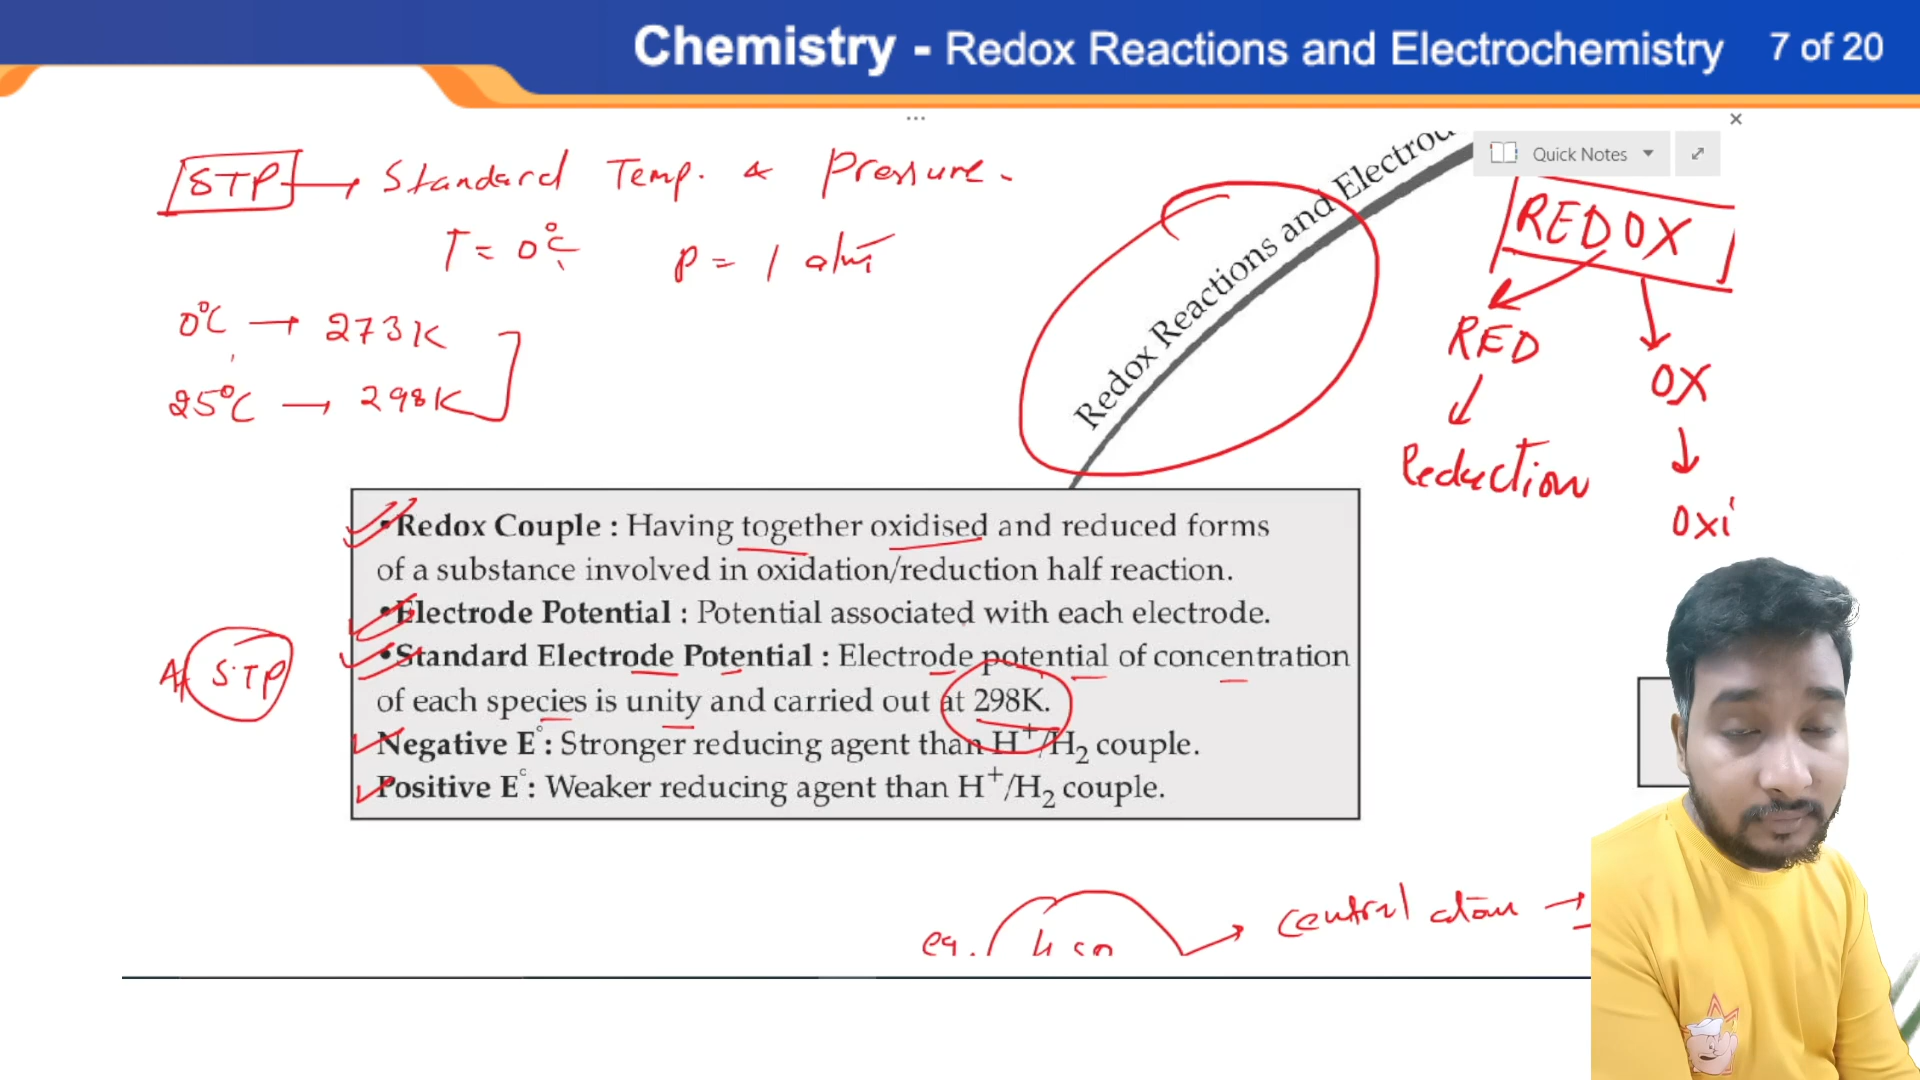 Chemistry - Redox Reactions and Electrochemistry 7 of 20
Quick Notes
STP → Standard Temp. & Pressure.
T = 0°C P = 1 atm
0°C → 273K
25°C → 298K
Redox Reactions and Electroc
REDOX
RED
OX
Reduction
Oxi
•Redox Couple : Having together oxidised and reduced forms
of a substance involved in oxidation/reduction half reaction.
•Electrode Potential : Potential associated with each electrode.
•Standard Electrode Potential : Electrode potential of concentration
of each species is unity and carried out at 298K.
Negative E°: Stronger reducing agent than H⁺/H₂ couple.
Positive E°: Weaker reducing agent than H⁺/H₂ couple.
At STP
eg. → central atom →